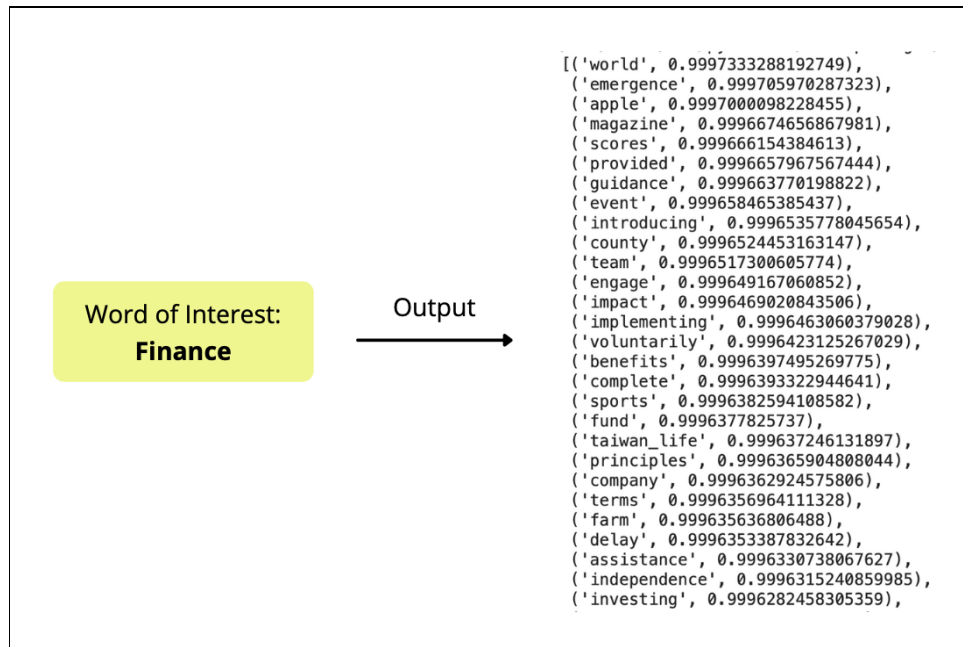 Word of Interest:
Finance
Output
[('world', 0.9997333288192749),
('emergence', 0.999705970287323),
('apple', 0.9997000098228455),
('magazine', 0.9996674656867981),
('scores', 0.999666154384613),
('provided', 0.9996657967567444),
('guidance', 0.999663770198822),
('event', 0.999658465385437),
('introducing', 0.9996535778045654),
('county', 0.9996524453163147),
('team', 0.9996517300605774),
('engage', 0.999649167060852),
('impact', 0.9996469020843506),
('implementing', 0.9996463060379028),
('voluntarily', 0.9996423125267029),
('benefits', 0.9996397495269775),
('complete', 0.9996393322944641),
('sports', 0.9996382594108582),
('fund', 0.9996377825737),
('taiwan_life', 0.999637246131897),
('principles', 0.9996365904808044),
('company', 0.9996362924575806),
('terms', 0.9996356964111328),
('farm', 0.999635636806488),
('delay', 0.9996353387832642),
('assistance', 0.9996330738067627),
('independence', 0.9996315240859985),
('investing', 0.9996282458305359),